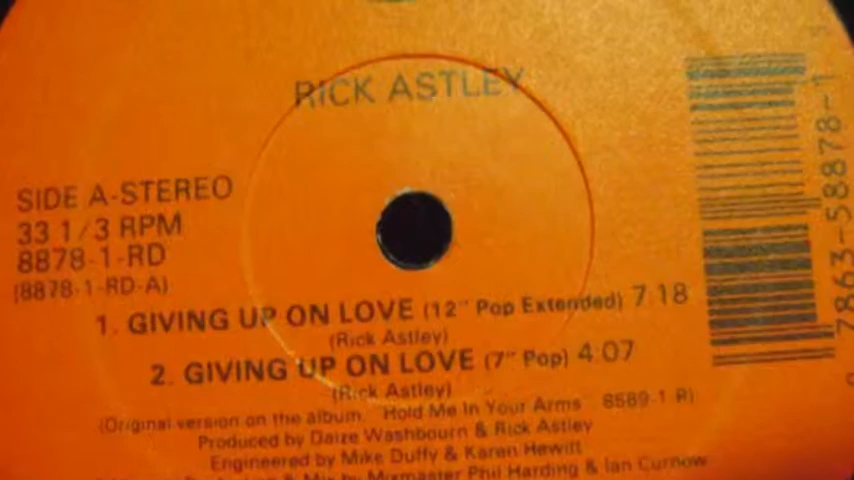 RICK ASTLEY
SIDE A-STEREO
33 1/3 RPM
8878-1-RD
(8878-1-RD-A)
1. GIVING UP ON LOVE (12" Pop Extended) 7:18
(Rick Astley)
2. GIVING UP ON LOVE (7" Pop) 4:07
(Rick Astley)
(Original version on the album, "Hold Me In Your Arms" 8589-1-R)
Produced by Daize Washbourn & Rick Astley
Engineered by Mike Duffy & Karen Hewitt
& Mix by Mixmaster Phil Harding & Ian Curnow
7863-58878-1